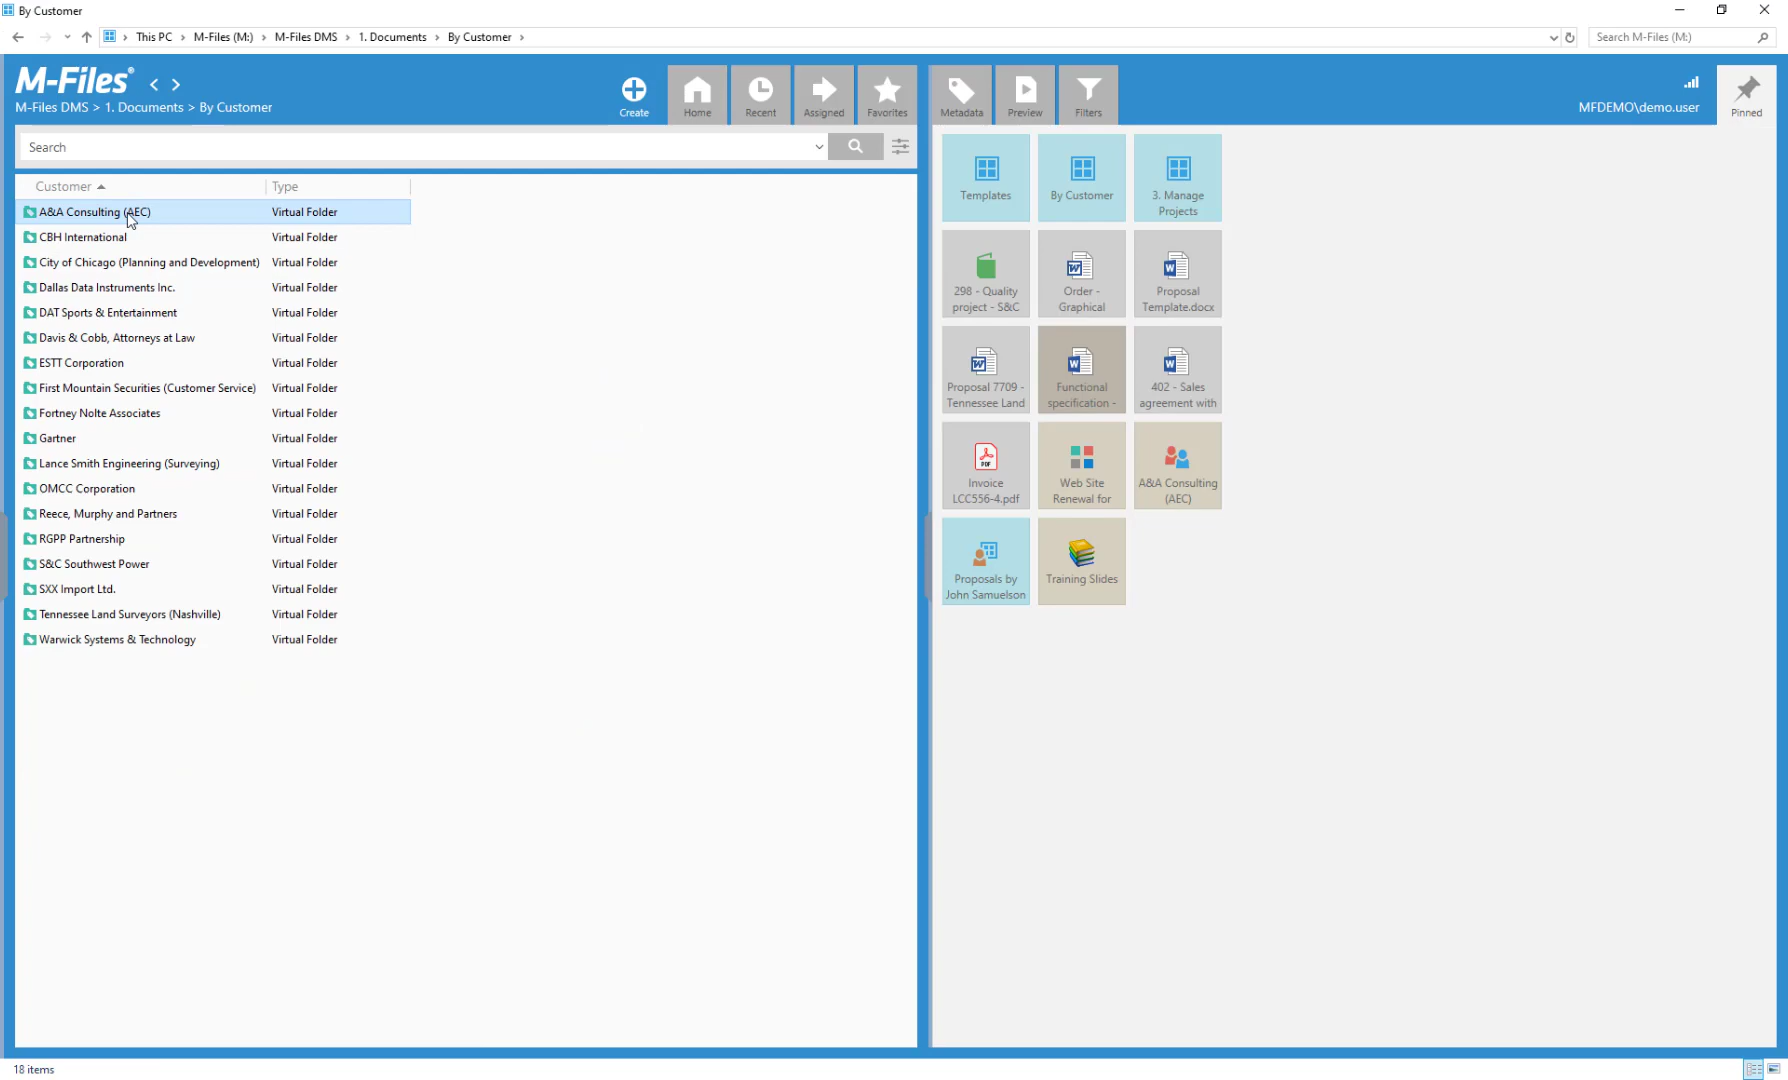 By Customer
This PC > M-Files (M:) > M-Files DMS > 1. Documents > By Customer >
Search M-Files (M:)
M-Files®
M-Files DMS > 1. Documents > By Customer
Create
Home
Recent
Assigned
Favorites
Metadata
Preview
Filters
MFDEMO\demo.user
Pinned
Search
Customer Type
A&A Consulting (AEC) Virtual Folder
CBH International Virtual Folder
City of Chicago (Planning and Development) Virtual Folder
Dallas Data Instruments Inc. Virtual Folder
DAT Sports & Entertainment Virtual Folder
Davis & Cobb, Attorneys at Law Virtual Folder
ESTT Corporation Virtual Folder
First Mountain Securities (Customer Service) Virtual Folder
Fortney Nolte Associates Virtual Folder
Gartner Virtual Folder
Lance Smith Engineering (Surveying) Virtual Folder
OMCC Corporation Virtual Folder
Reece, Murphy and Partners Virtual Folder
RGPP Partnership Virtual Folder
S&C Southwest Power Virtual Folder
SXX Import Ltd. Virtual Folder
Tennessee Land Surveyors (Nashville) Virtual Folder
Warwick Systems & Technology Virtual Folder
Templates
By Customer
3. Manage
Projects
298 - Quality
project - S&C
Order -
Graphical
Proposal
Template.docx
Proposal 7709 -
Tennessee Land
Functional
specification -
402 - Sales
agreement with
PDF
Invoice
LCC556-4.pdf
Web Site
Renewal for
A&A Consulting
(AEC)
Proposals by
John Samuelson
Training Slides
18 items